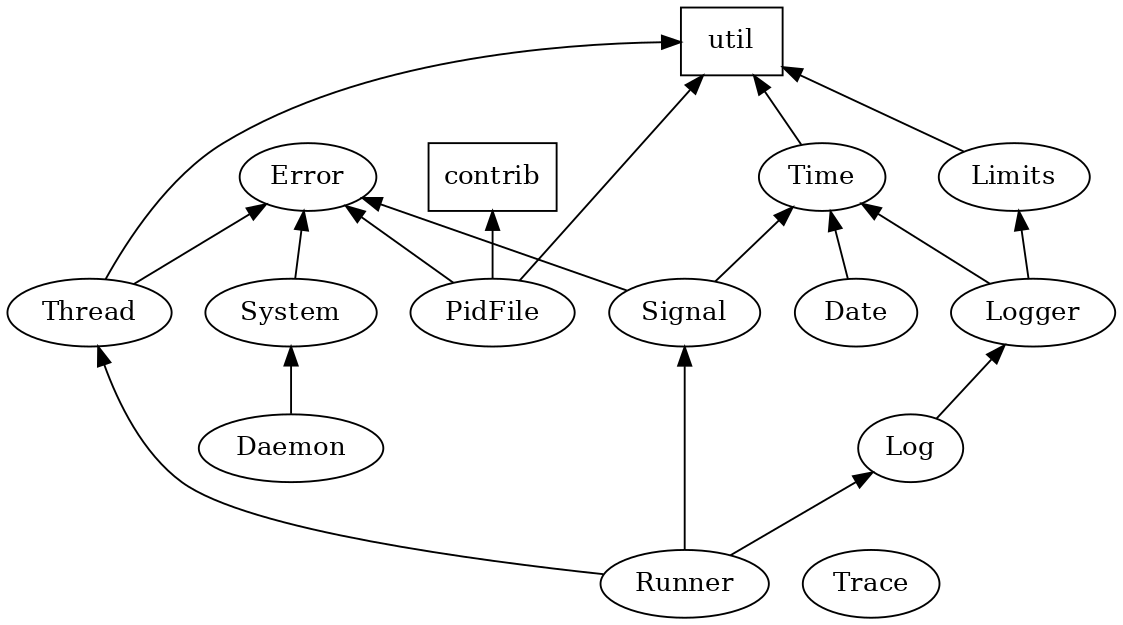 util
Error
contrib
Time
Limits
Thread
System
PidFile
Signal
Date
Logger
Daemon
Log
Runner
Trace